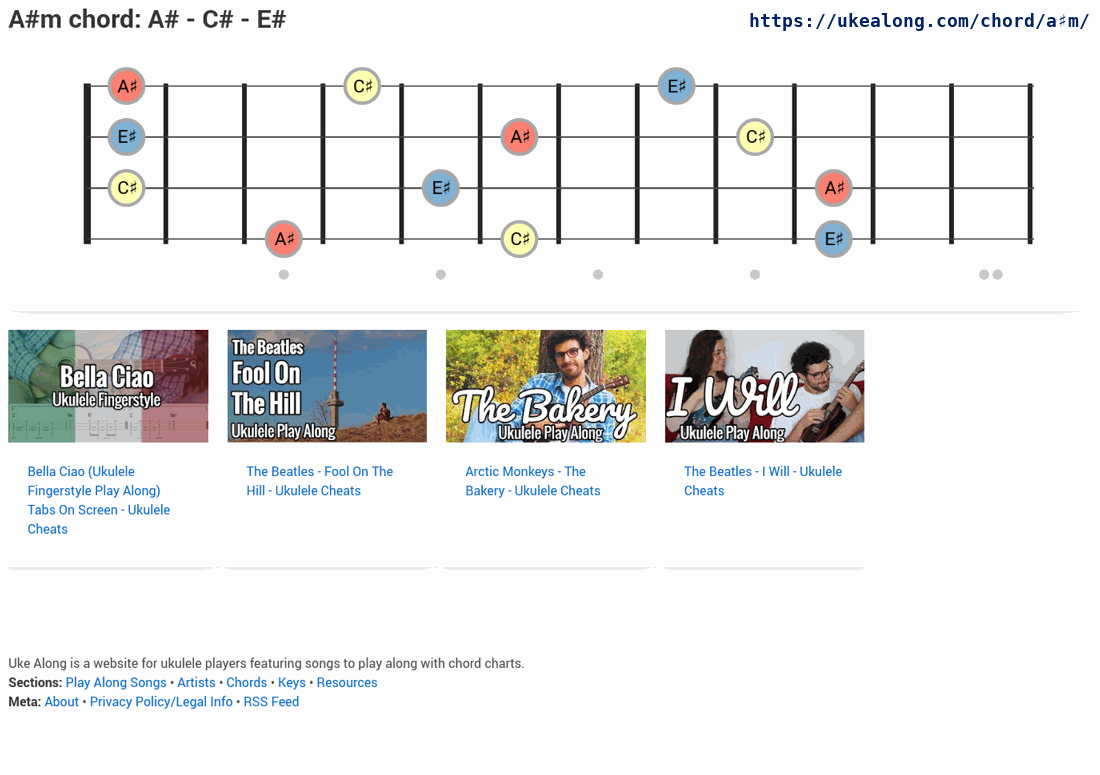 A#m chord: A# - C# - E#
https://ukealong.com/chord/a♯m/
A♯ C♯ E♯
E♯ A♯ C♯
C♯ E♯ A♯
A♯ C♯ E♯
Bella Ciao
Ukulele Fingerstyle
The Beatles
Fool On
The Hill
Ukulele Play Along
The Bakery
Ukulele Play Along
I Will
Ukulele Play Along
Bella Ciao (Ukulele
Fingerstyle Play Along)
Tabs On Screen - Ukulele
Cheats
The Beatles - Fool On The
Hill - Ukulele Cheats
Arctic Monkeys - The
Bakery - Ukulele Cheats
The Beatles - I Will - Ukulele
Cheats
Uke Along is a website for ukulele players featuring songs to play along with chord charts.
Sections: Play Along Songs • Artists • Chords • Keys • Resources
Meta: About • Privacy Policy/Legal Info • RSS Feed